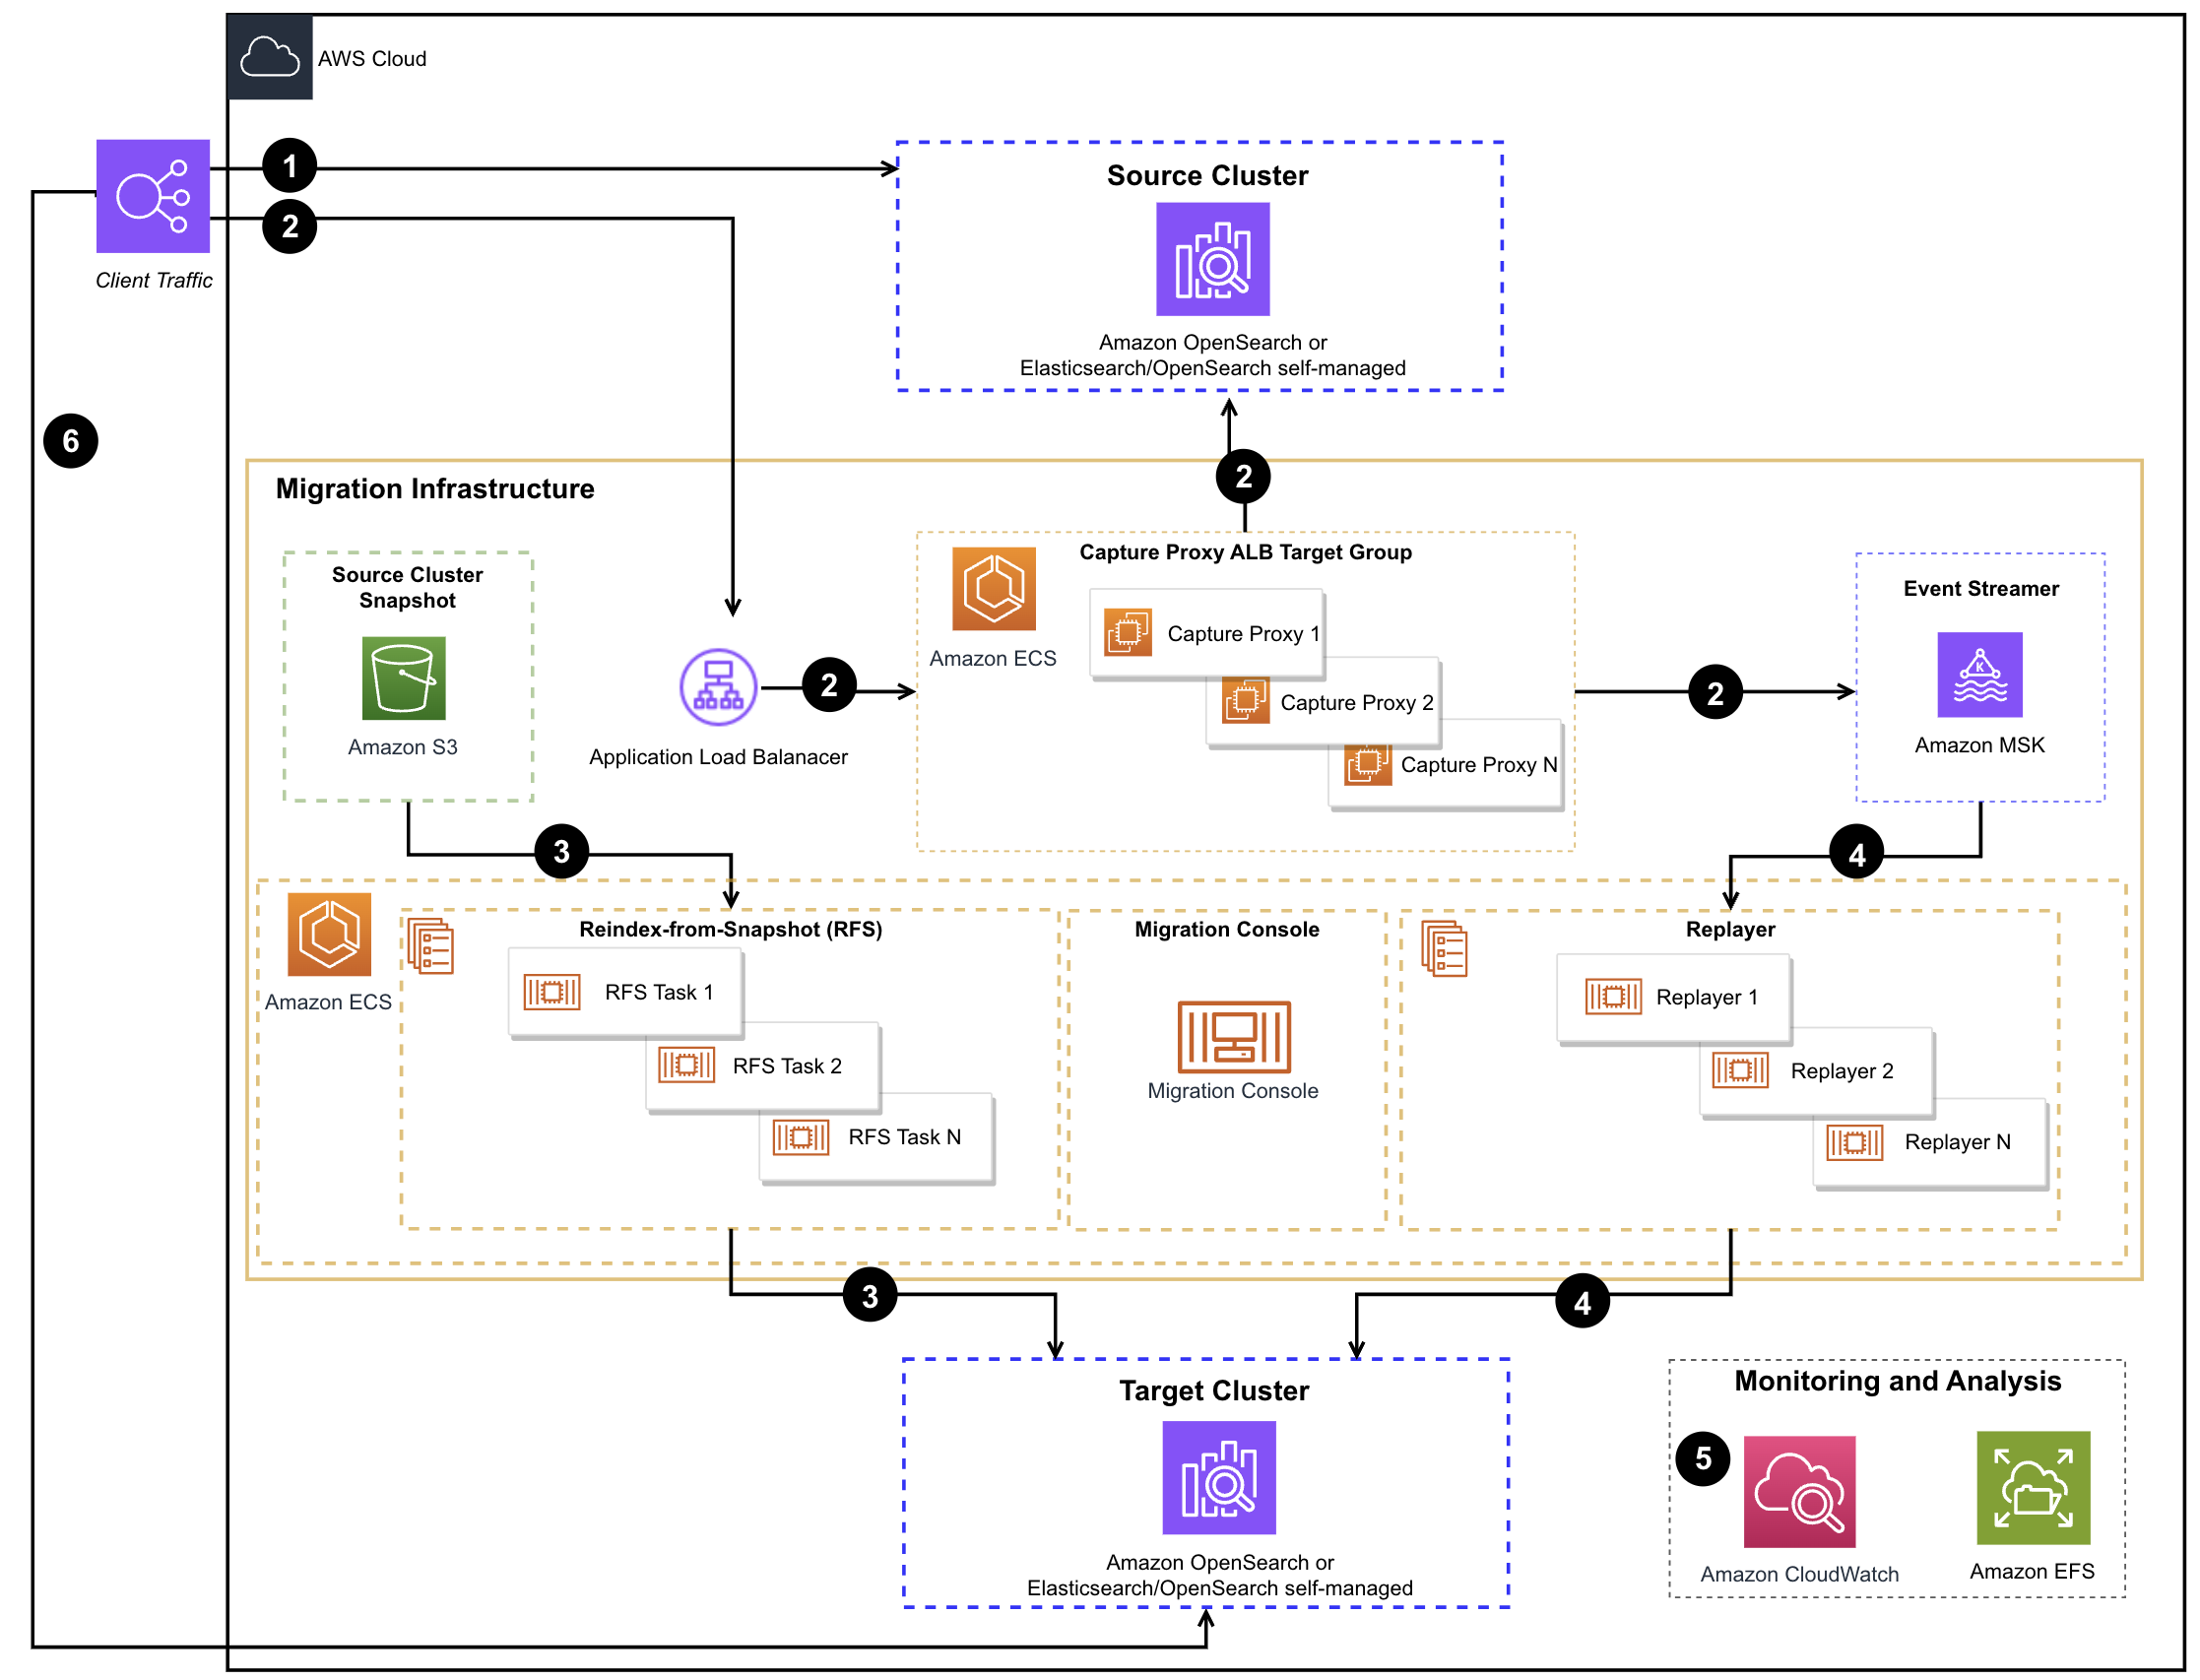 AWS Cloud
1
2
Client Traffic
Source Cluster
Amazon OpenSearch or
Elasticsearch/OpenSearch self-managed
6
2
Migration Infrastructure
Source Cluster
Snapshot
Amazon S3
Application Load Balanacer
2
Capture Proxy ALB Target Group
Amazon ECS
Capture Proxy 1
Capture Proxy 2
Capture Proxy N
2
Event Streamer
K
Amazon MSK
3
4
Amazon ECS
Reindex-from-Snapshot (RFS)
RFS Task 1
RFS Task 2
RFS Task N
Migration Console
Migration Console
Replayer
Replayer 1
Replayer 2
Replayer N
3
4
Target Cluster
Amazon OpenSearch or
Elasticsearch/OpenSearch self-managed
Monitoring and Analysis
5
Amazon CloudWatch
Amazon EFS